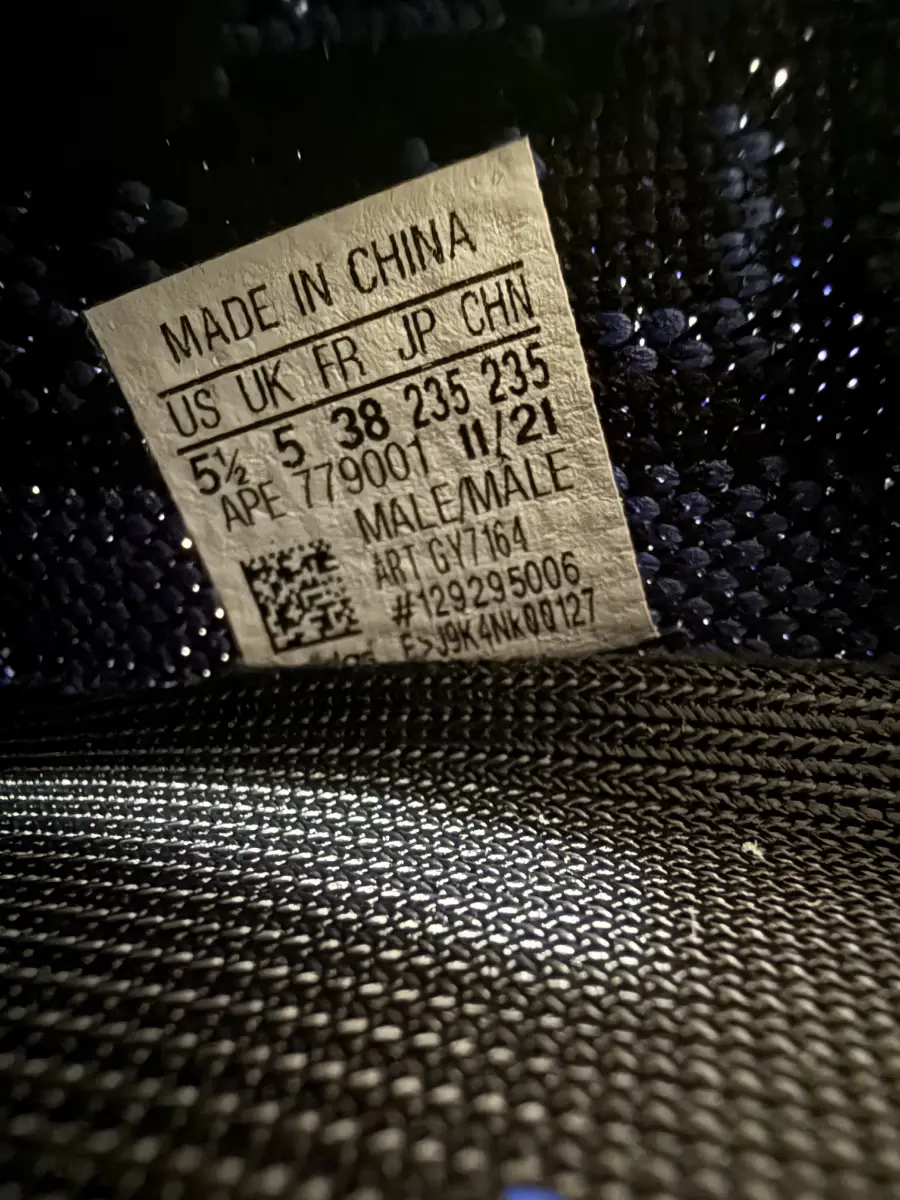 MADE IN CHINA
US UK FR JP CHN
5½ 5 38 235 235
APE 779001 11/21
MALE/MÂLE
ART GY7164
#129295006